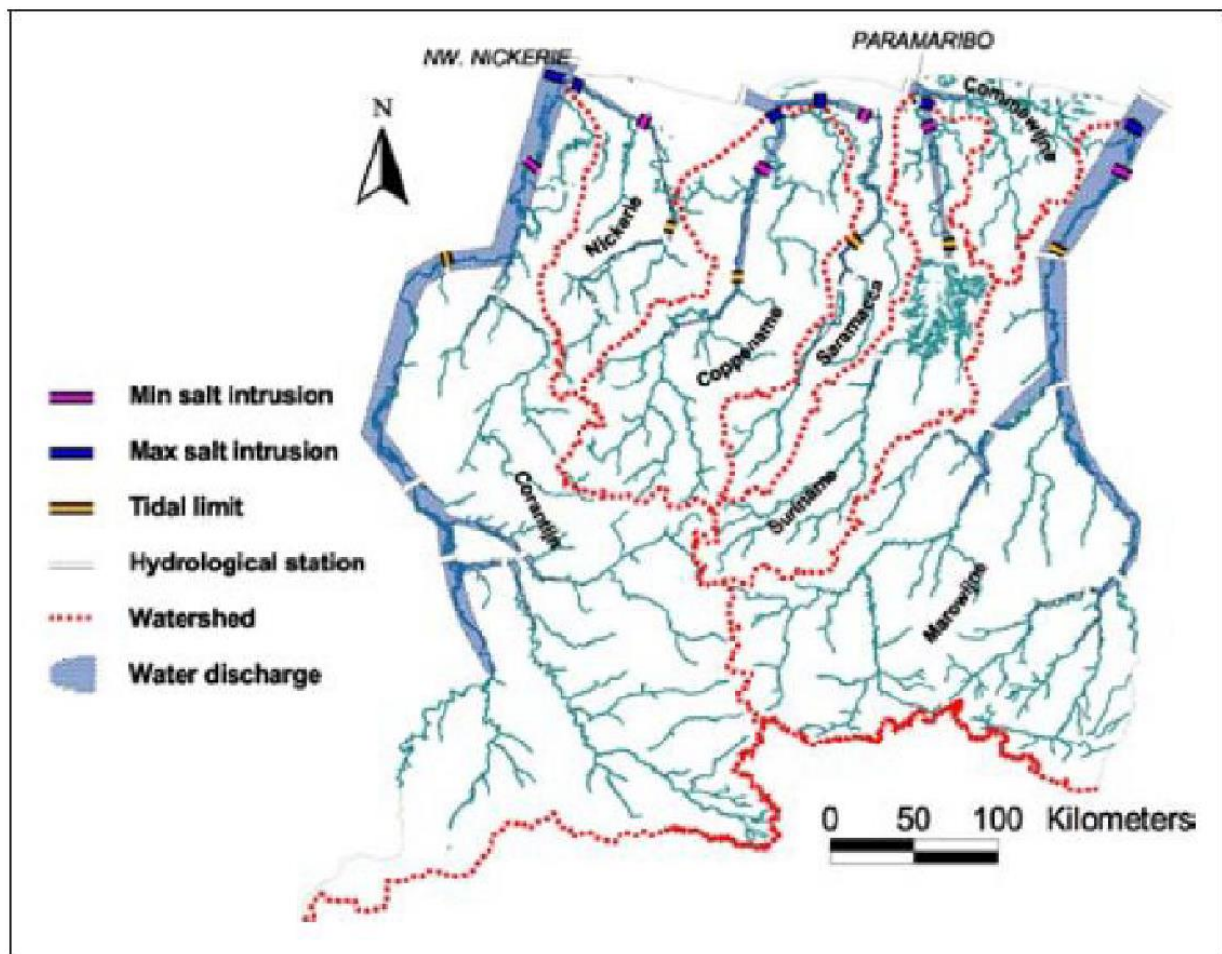 NW. NICKERIE
PARAMARIBO
Commewijne
N
Nickerie
Coppename
Saramacca
Corantijn
Suriname
Marowijne
Min salt intrusion
Max salt intrusion
Tidal limit
Hydrological station
Watershed
Water discharge
0 50 100 Kilometers